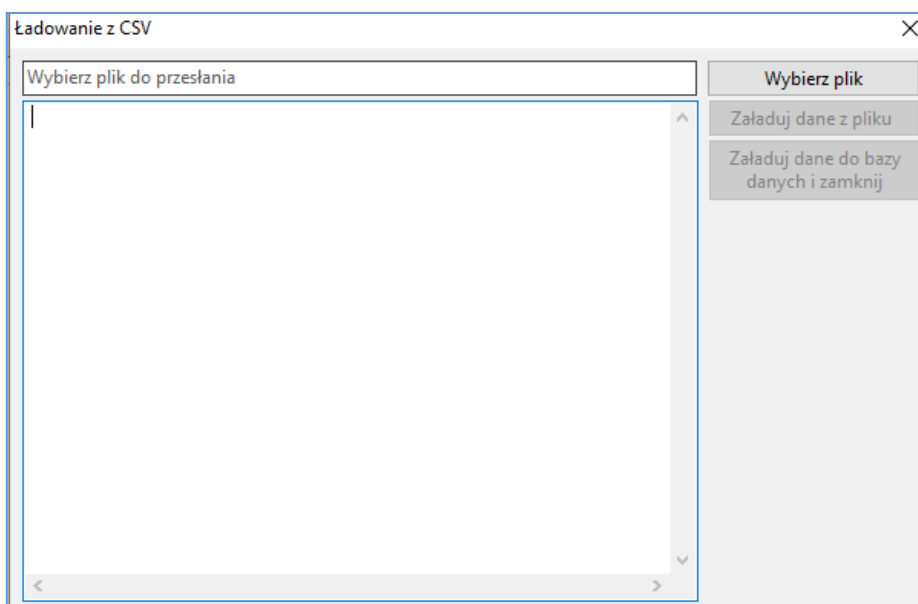 Ładowanie z CSV
Wybierz plik do przesłania
Wybierz plik
Załaduj dane z pliku
Załaduj dane do bazy
danych i zamknij